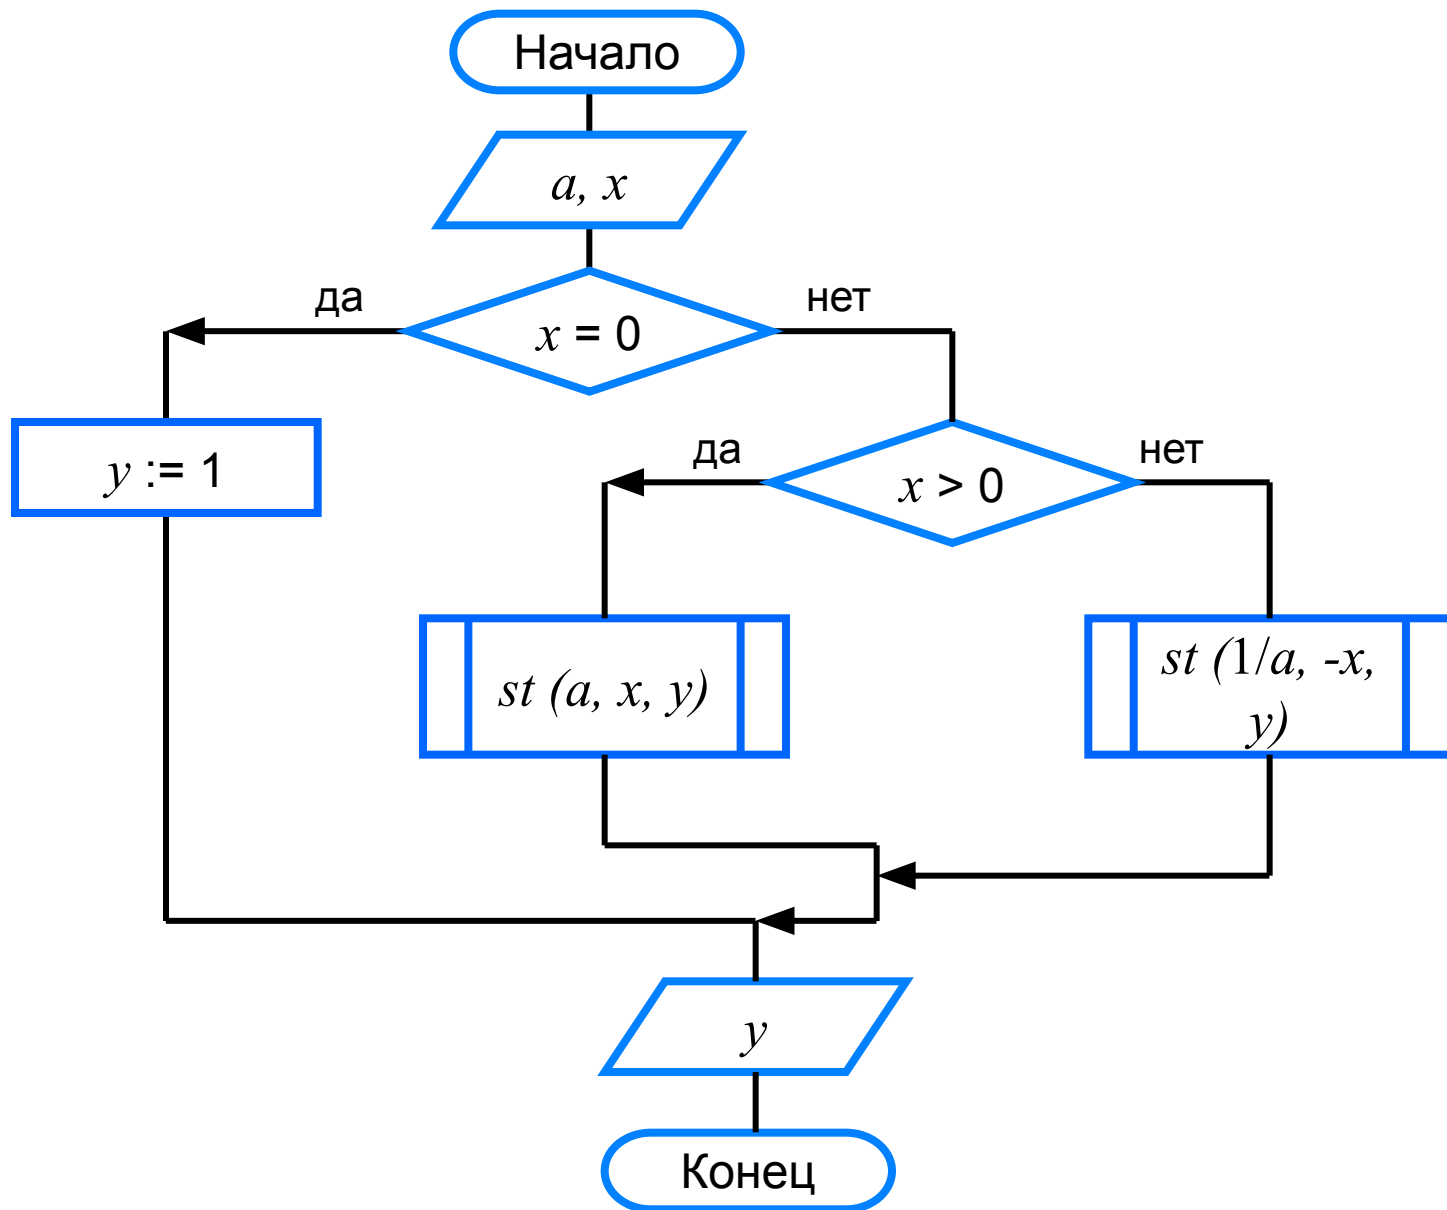 Начало
a, x
да
нет
x = 0
да
нет
y := 1
x > 0
st (a, x, y)
st (1/a, -x,
y)
y
Конец